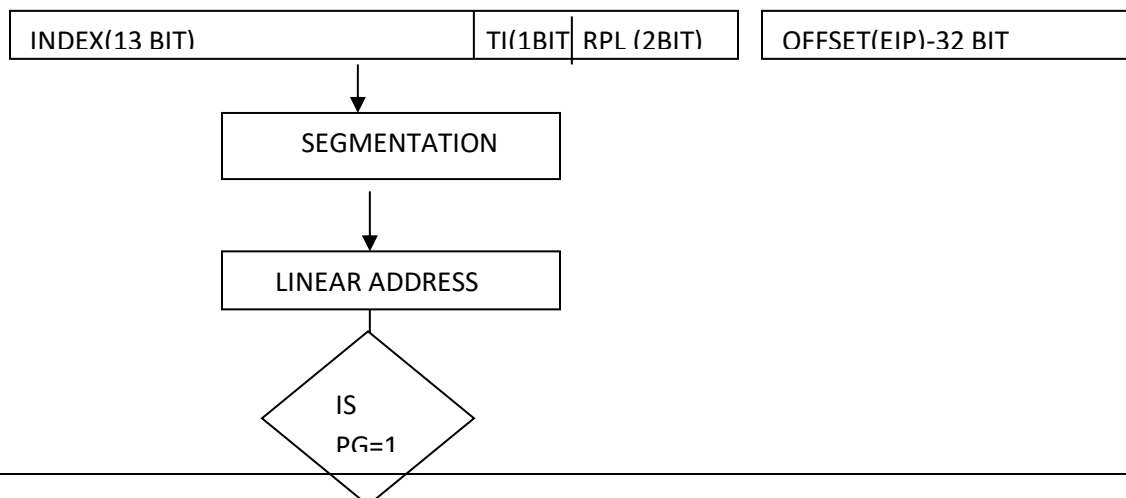 INDEX(13 BIT) TI(1BIT RPL (2BIT) OFFSET(EIP)-32 BIT
SEGMENTATION
LINEAR ADDRESS
IS
PG=1